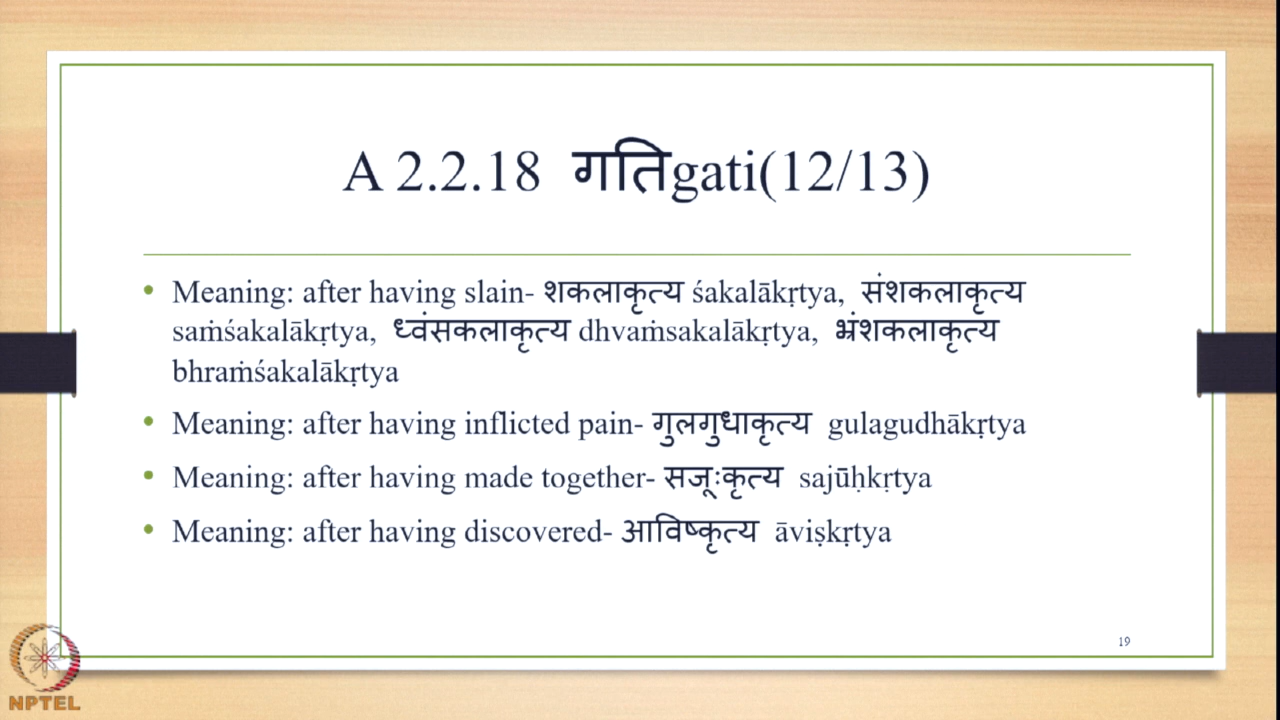 A 2.2.18 गतिgati(12/13)
• Meaning: after having slain- शकलाकृत्य śakalākṛtya, संशकलाकृत्य
saṁśakalākṛtya, ध्वंसकलाकृत्य dhvaṁsakalākṛtya, भ्रंशकलाकृत्य
bhraṁśakalākṛtya
• Meaning: after having inflicted pain- गुलगुधाकृत्य gulagudhākṛtya
• Meaning: after having made together- सजूःकृत्य sajūḥkṛtya
• Meaning: after having discovered- आविष्कृत्य āviṣkṛtya
19
NPTEL